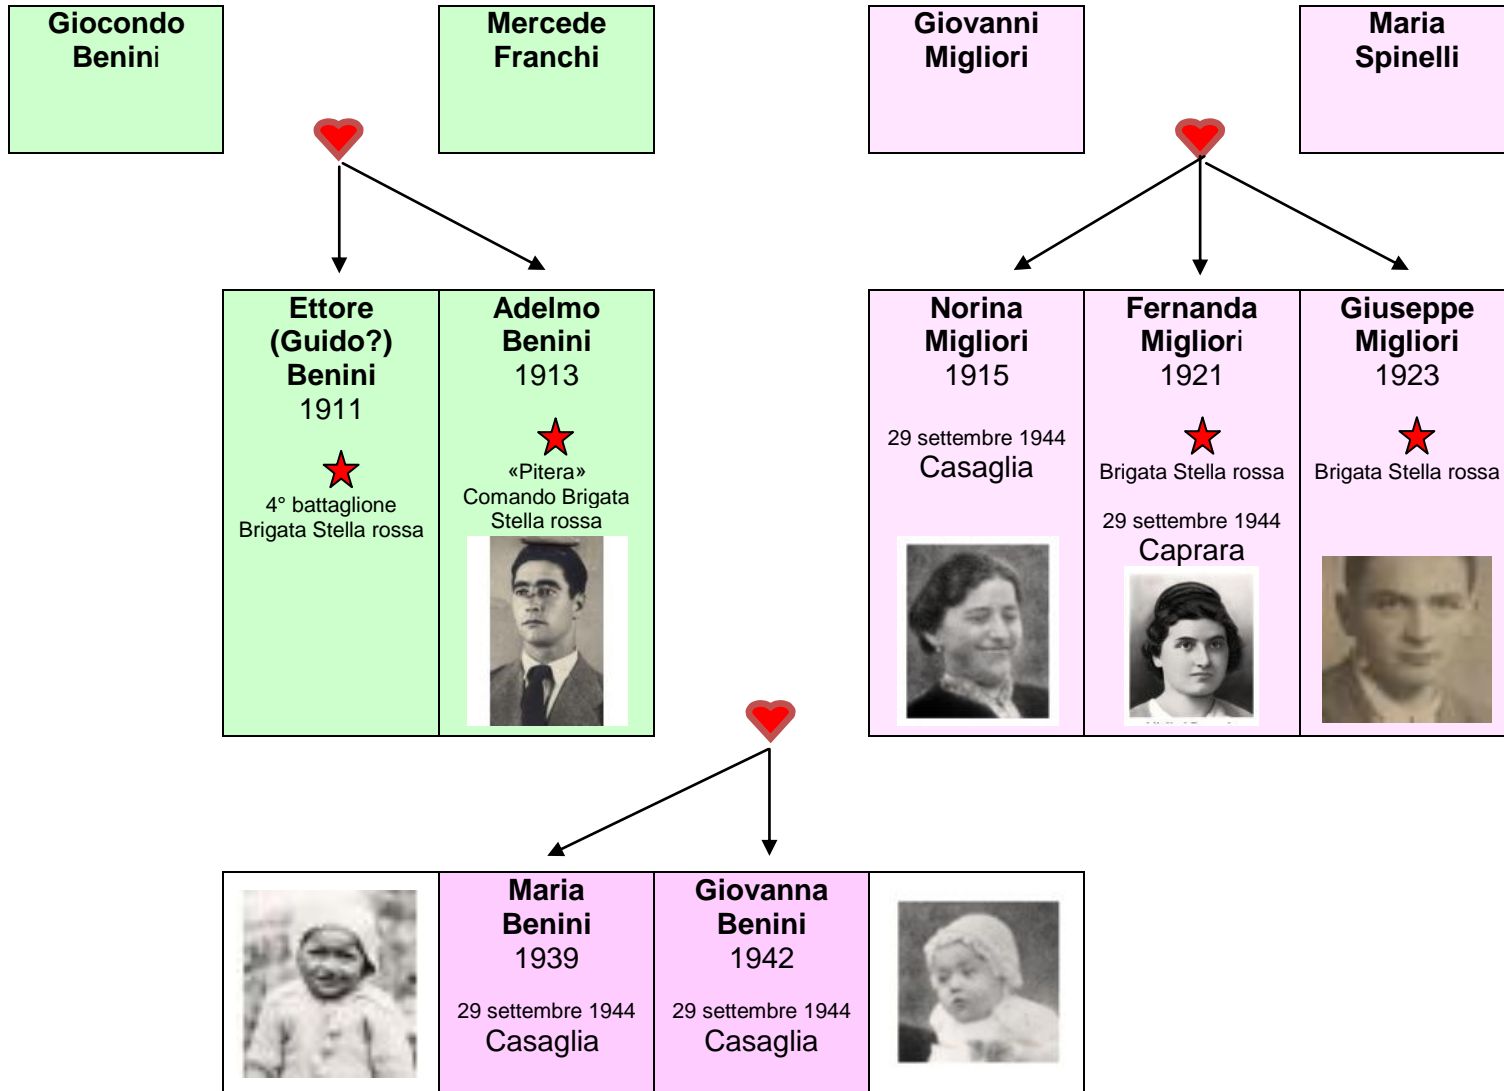 Giocondo
Benini
Mercede
Franchi
Giovanni
Migliori
Maria
Spinelli
Ettore
(Guido?)
Benini
1911
4° battaglione
Brigata Stella rossa
Adelmo
Benini
1913
«Pitera»
Comando Brigata
Stella rossa
Norina
Migliori
1915
29 settembre 1944
Casaglia
Fernanda
Migliori
1921
Brigata Stella rossa
29 settembre 1944
Caprara
Giuseppe
Migliori
1923
Brigata Stella rossa
Maria
Benini
1939
29 settembre 1944
Casaglia
Giovanna
Benini
1942
29 settembre 1944
Casaglia